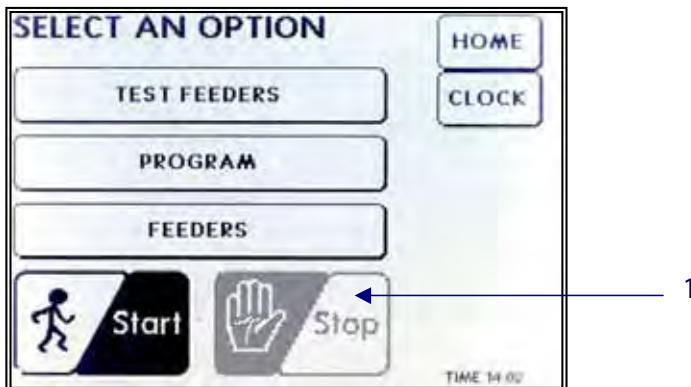 SELECT AN OPTION
HOME
TEST FEEDERS
CLOCK
PROGRAM
FEEDERS
Start
Stop
1
TIME 14:02